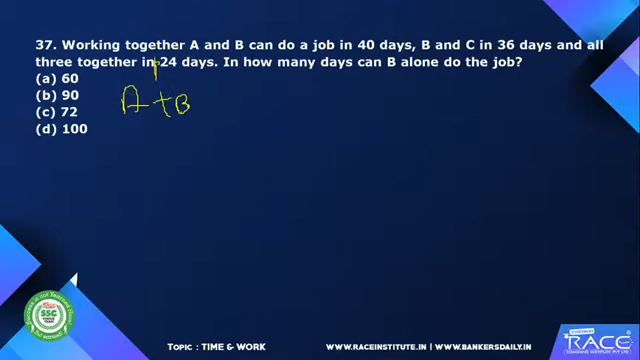 37. Working together A and B can do a job in 40 days, B and C in 36 days and all
three together in 24 days. In how many days can B alone do the job?
(a) 60
(b) 90
(c) 72
(d) 100
A + B
SSC
TOPIC : TIME & WORK
WWW.RACEINSTITUTE.IN | WWW.BANKERSDAILY.IN
CHENNAI
RACE